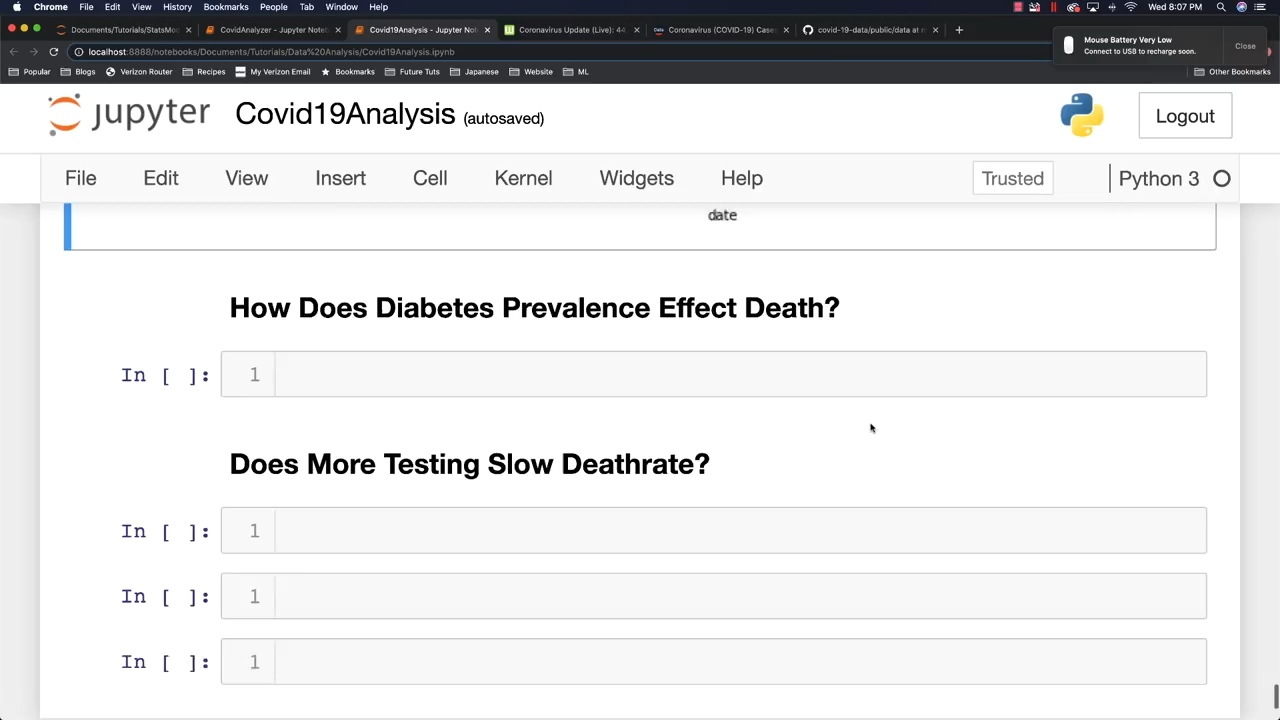 Chrome File Edit View History Bookmarks People Tab Window Help Wed 8:07 PM
Documents/Tutorials/StatsMo CovidAnalyzer - Jupyter Noteb Covid19Analysis - Jupyter Not Coronavirus Update (Live): 44, Coronavirus (COVID-19) Cases covid-19-data/public/data at m
localhost:8888/notebooks/Documents/Tutorials/Data%20Analysis/Covid19Analysis.ipynb
Mouse Battery Very Low
Connect to USB to recharge soon.
Close
Popular Blogs Verizon Router Recipes My Verizon Email Bookmarks Future Tuts Japanese Website ML Other Bookmarks
jupyter Covid19Analysis (autosaved) Logout
File Edit View Insert Cell Kernel Widgets Help Trusted Python 3
date
How Does Diabetes Prevalence Effect Death?
In [ ]: 1
Does More Testing Slow Deathrate?
In [ ]: 1
In [ ]: 1
In [ ]: 1